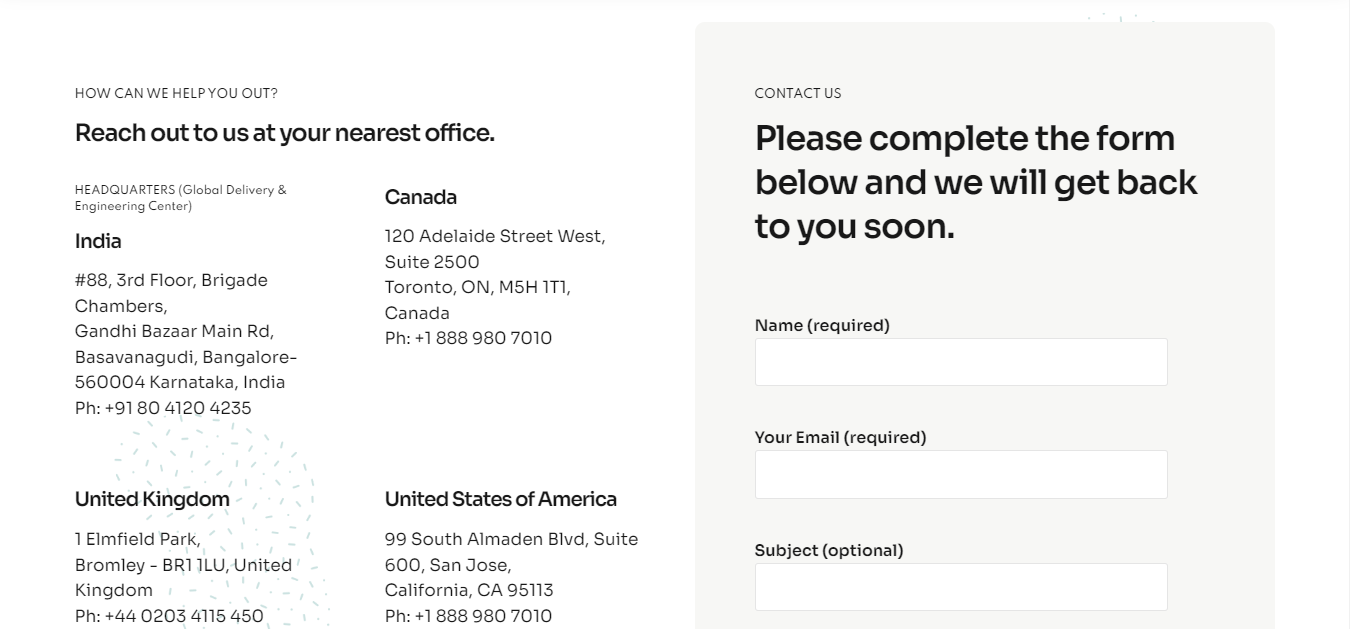 HOW CAN WE HELP YOU OUT?
Reach out to us at your nearest office.
HEADQUARTERS (Global Delivery &
Engineering Center)
India
#88, 3rd Floor, Brigade
Chambers,
Gandhi Bazaar Main Rd,
Basavanagudi, Bangalore-
560004 Karnataka, India
Ph: +91 80 4120 4235
Canada
120 Adelaide Street West,
Suite 2500
Toronto, ON, M5H 1T1,
Canada
Ph: +1 888 980 7010
United Kingdom
1 Elmfield Park,
Bromley - BR1 1LU, United
Kingdom
Ph: +44 0203 4115 450
United States of America
99 South Almaden Blvd, Suite
600, San Jose,
California, CA 95113
Ph: +1 888 980 7010
CONTACT US
Please complete the form
below and we will get back
to you soon.
Name (required)
Your Email (required)
Subject (optional)